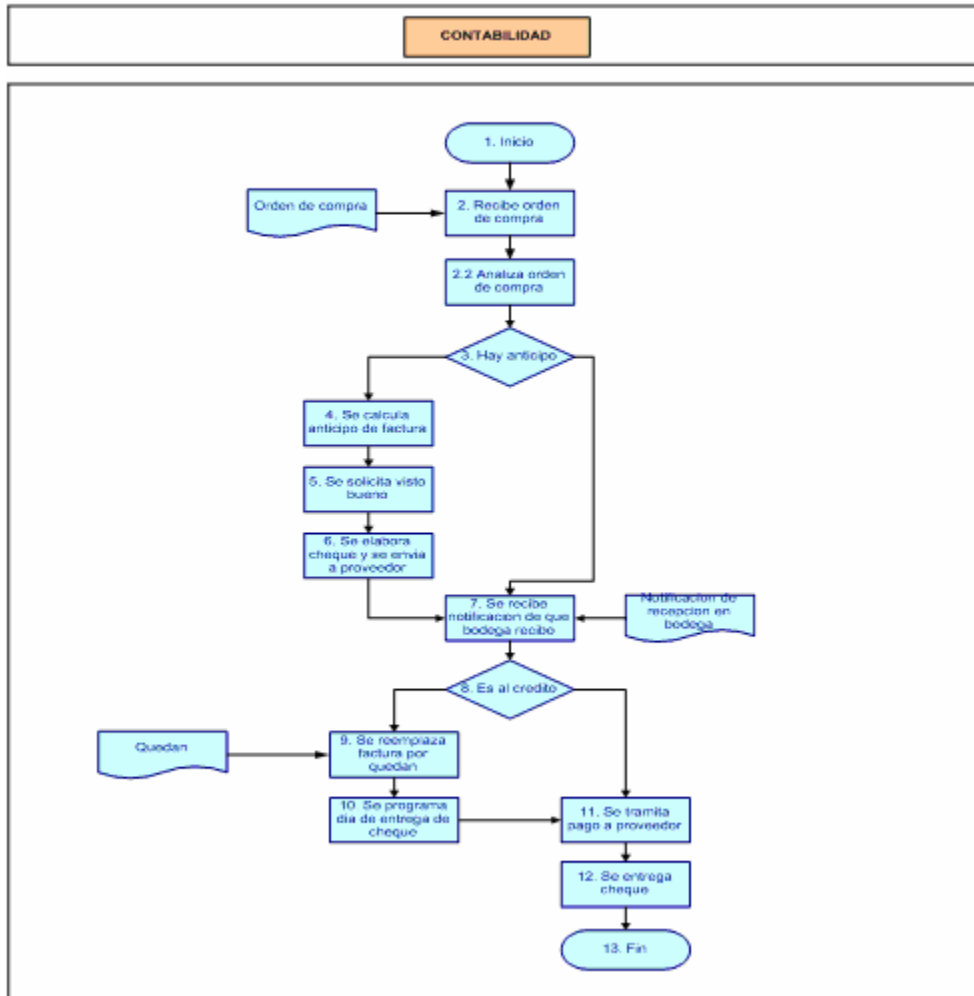 CONTABILIDAD
1. Inicio
Orden de compra
2. Recibe orden
de compra
2.2 Analiza orden
de compra
3. Hay anticipo
4. Se calcula
anticipo de factura
5. Se solicita visto
bueno
6. Se elabora
cheque y se envia
a proveedor
7. Se recibe
notificacion de que
bodega recibo
Notificacion de
recepcion en
bodega
8. Es al credito
Quedan
9. Se reemplaza
factura por
quedan
10. Se programa
dia de entrega de
cheque
11. Se tramita
pago a proveedor
12. Se entrega
cheque
13. Fin